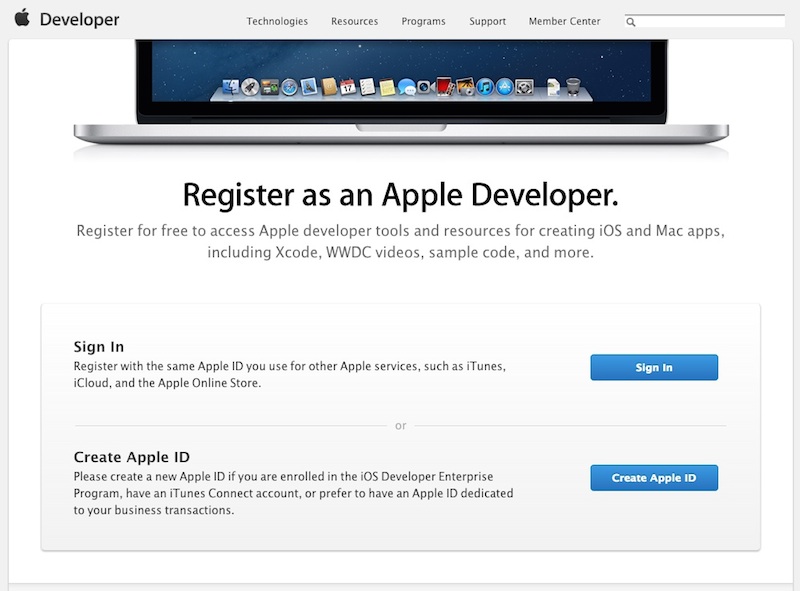 Developer
Technologies
Resources
Programs
Support
Member Center
Register as an Apple Developer.
Register for free to access Apple developer tools and resources for creating iOS and Mac apps,
including Xcode, WWDC videos, sample code, and more.
Sign In
Register with the same Apple ID you use for other Apple services, such as iTunes,
iCloud, and the Apple Online Store.
Sign In
or
Create Apple ID
Please create a new Apple ID if you are enrolled in the iOS Developer Enterprise
Program, have an iTunes Connect account, or prefer to have an Apple ID dedicated
to your business transactions.
Create Apple ID